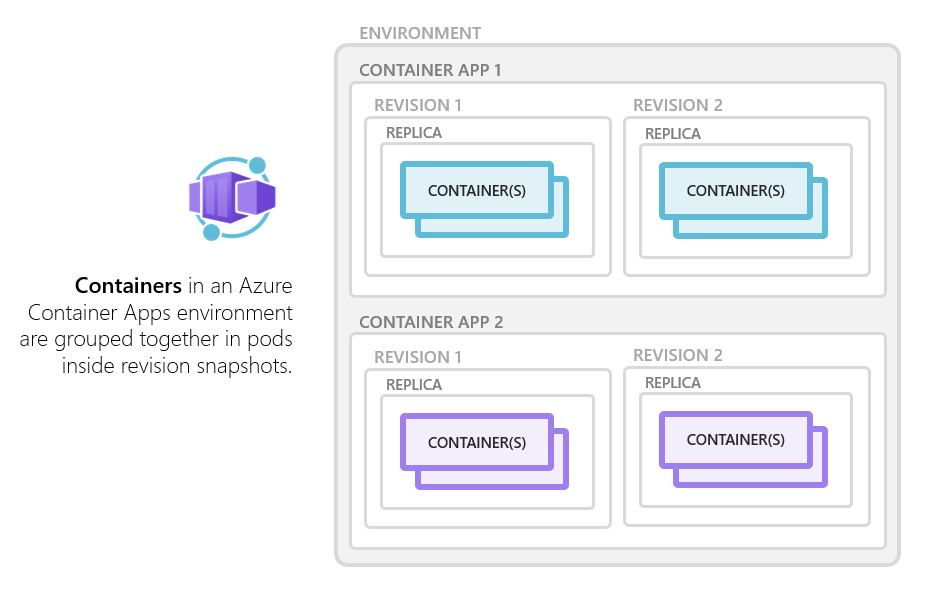 Containers in an Azure
Container Apps environment
are grouped together in pods
inside revision snapshots.
ENVIRONMENT
CONTAINER APP 1
REVISION 1
REPLICA
CONTAINER(S)
REVISION 2
REPLICA
CONTAINER(S)
CONTAINER APP 2
REVISION 1
REPLICA
CONTAINER(S)
REVISION 2
REPLICA
CONTAINER(S)